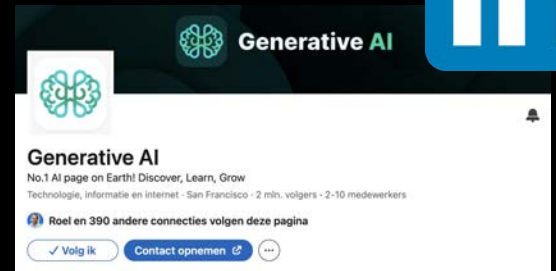 Generative AI
Generative AI
No.1 AI page on Earth! Discover, Learn, Grow
Technologie, informatie en internet · San Francisco · 2 mln. volgers · 2-10 medewerkers
Roel en 390 andere connecties volgen deze pagina
✓ Volg ik Contact opnemen